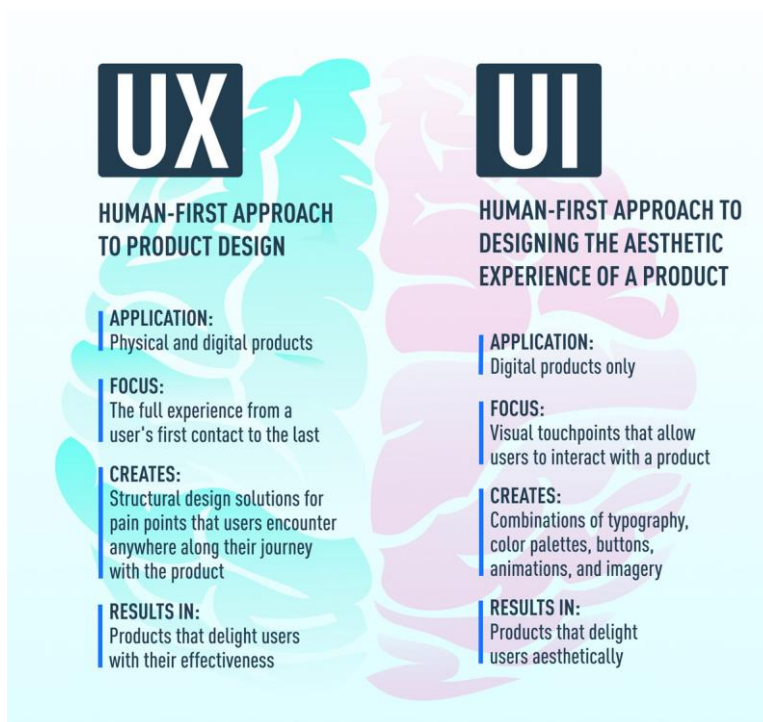 UX
HUMAN-FIRST APPROACH
TO PRODUCT DESIGN
APPLICATION:
Physical and digital products
FOCUS:
The full experience from a
user's first contact to the last
CREATES:
Structural design solutions for
pain points that users encounter
anywhere along their journey
with the product
RESULTS IN:
Products that delight users
with their effectiveness
UI
HUMAN-FIRST APPROACH TO
DESIGNING THE AESTHETIC
EXPERIENCE OF A PRODUCT
APPLICATION:
Digital products only
FOCUS:
Visual touchpoints that allow
users to interact with a product
CREATES:
Combinations of typography,
color palettes, buttons,
animations, and imagery
RESULTS IN:
Products that delight
users aesthetically